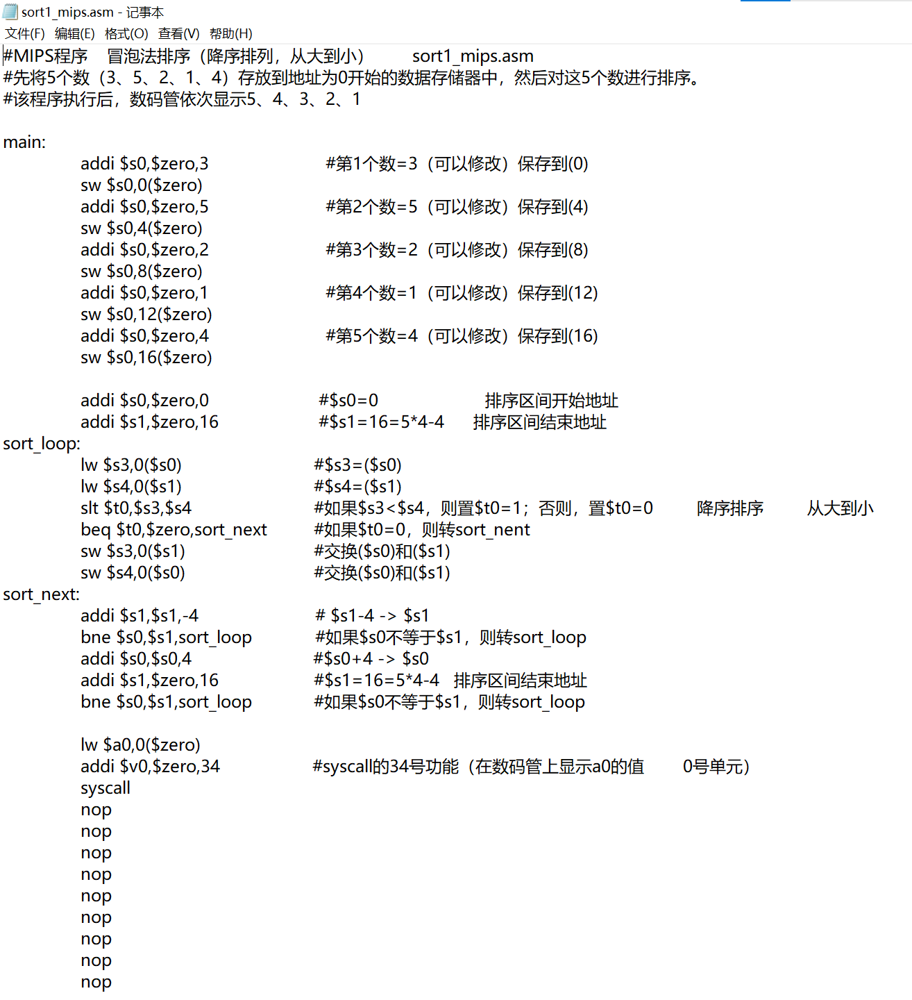 sort1_mips.asm - 记事本
文件(F) 编辑(E) 格式(O) 查看(V) 帮助(H)
#MIPS程序 冒泡法排序（降序排列，从大到小） sort1_mips.asm
#先将5个数（3、5、2、1、4）存放到地址为0开始的数据存储器中，然后对这5个数进行排序。
#该程序执行后，数码管依次显示5、4、3、2、1
main:
addi $s0,$zero,3 #第1个数=3（可以修改）保存到(0)
sw $s0,0($zero)
addi $s0,$zero,5 #第2个数=5（可以修改）保存到(4)
sw $s0,4($zero)
addi $s0,$zero,2 #第3个数=2（可以修改）保存到(8)
sw $s0,8($zero)
addi $s0,$zero,1 #第4个数=1（可以修改）保存到(12)
sw $s0,12($zero)
addi $s0,$zero,4 #第5个数=4（可以修改）保存到(16)
sw $s0,16($zero)
addi $s0,$zero,0 #$s0=0 排序区间开始地址
addi $s1,$zero,16 #$s1=16=5*4-4 排序区间结束地址
sort_loop:
lw $s3,0($s0) #$s3=($s0)
lw $s4,0($s1) #$s4=($s1)
slt $t0,$s3,$s4 #如果$s3<$s4，则置$t0=1；否则，置$t0=0 降序排序 从大到小
beq $t0,$zero,sort_next #如果$t0=0，则转sort_nent
sw $s3,0($s1) #交换($s0)和($s1)
sw $s4,0($s0) #交换($s0)和($s1)
sort_next:
addi $s1,$s1,-4 # $s1-4 -> $s1
bne $s0,$s1,sort_loop #如果$s0不等于$s1，则转sort_loop
addi $s0,$s0,4 #$s0+4 -> $s0
addi $s1,$zero,16 #$s1=16=5*4-4 排序区间结束地址
bne $s0,$s1,sort_loop #如果$s0不等于$s1，则转sort_loop
lw $a0,0($zero)
addi $v0,$zero,34 #syscall的34号功能（在数码管上显示a0的值 0号单元）
syscall
nop
nop
nop
nop
nop
nop
nop
nop
nop